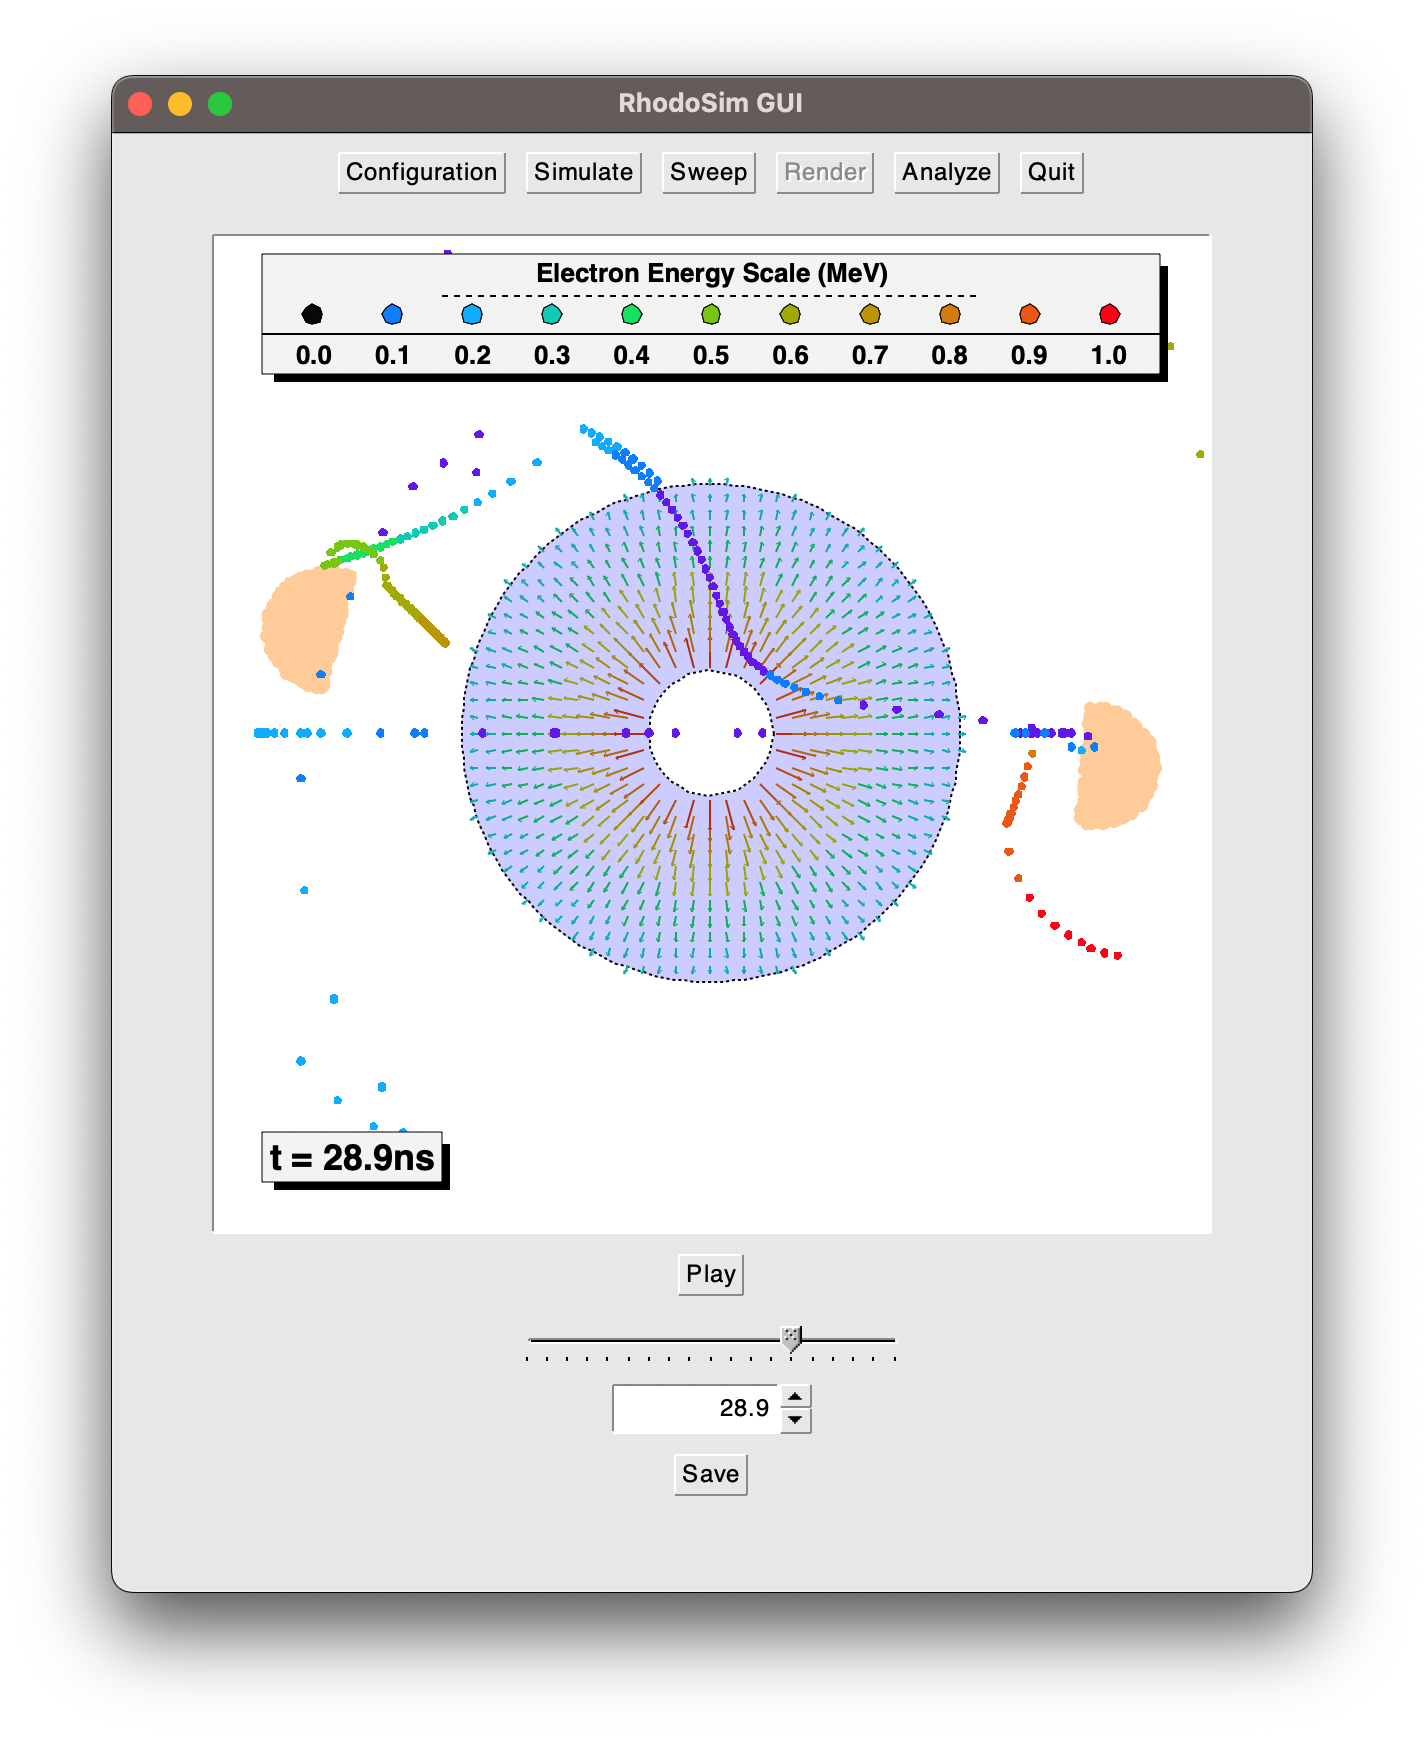 RhodoSim GUI
Configuration Simulate Sweep Render Analyze Quit
Electron Energy Scale (MeV)
0.0 0.1 0.2 0.3 0.4 0.5 0.6 0.7 0.8 0.9 1.0
t = 28.9ns
Play
28.9
Save